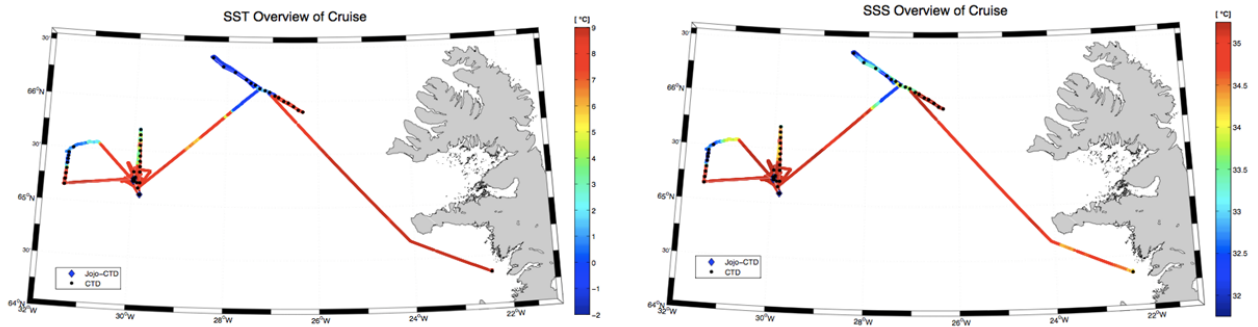 SST Overview of Cruise
[ °C]
30'
66°N
30'
65°N
30'
64°N
32°W
30°W
28°W
26°W
24°W
22°W
9
8
7
6
5
4
3
2
1
0
−1
−2
Jojo-CTD
CTD
SSS Overview of Cruise
[ °C]
30'
66°N
30'
65°N
30'
64°N
32°W
30°W
28°W
26°W
24°W
22°W
35
34.5
34
33.5
33
32.5
32
Jojo-CTD
CTD